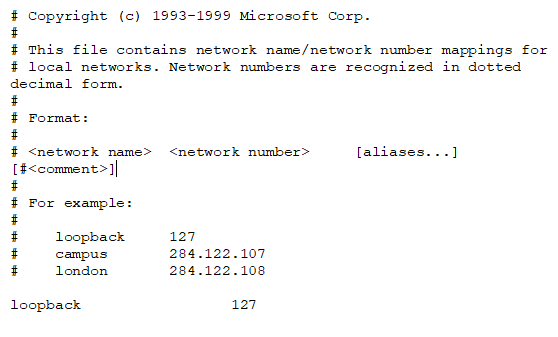 # Copyright (c) 1993-1999 Microsoft Corp.
#
# This file contains network name/network number mappings for
# local networks. Network numbers are recognized in dotted
decimal form.
#
# Format:
#
# <network name>  <network number>     [aliases...]
[#<comment>]
#
# For example:
#
#    loopback     127
#    campus       284.122.107
#    london       284.122.108

loopback                 127